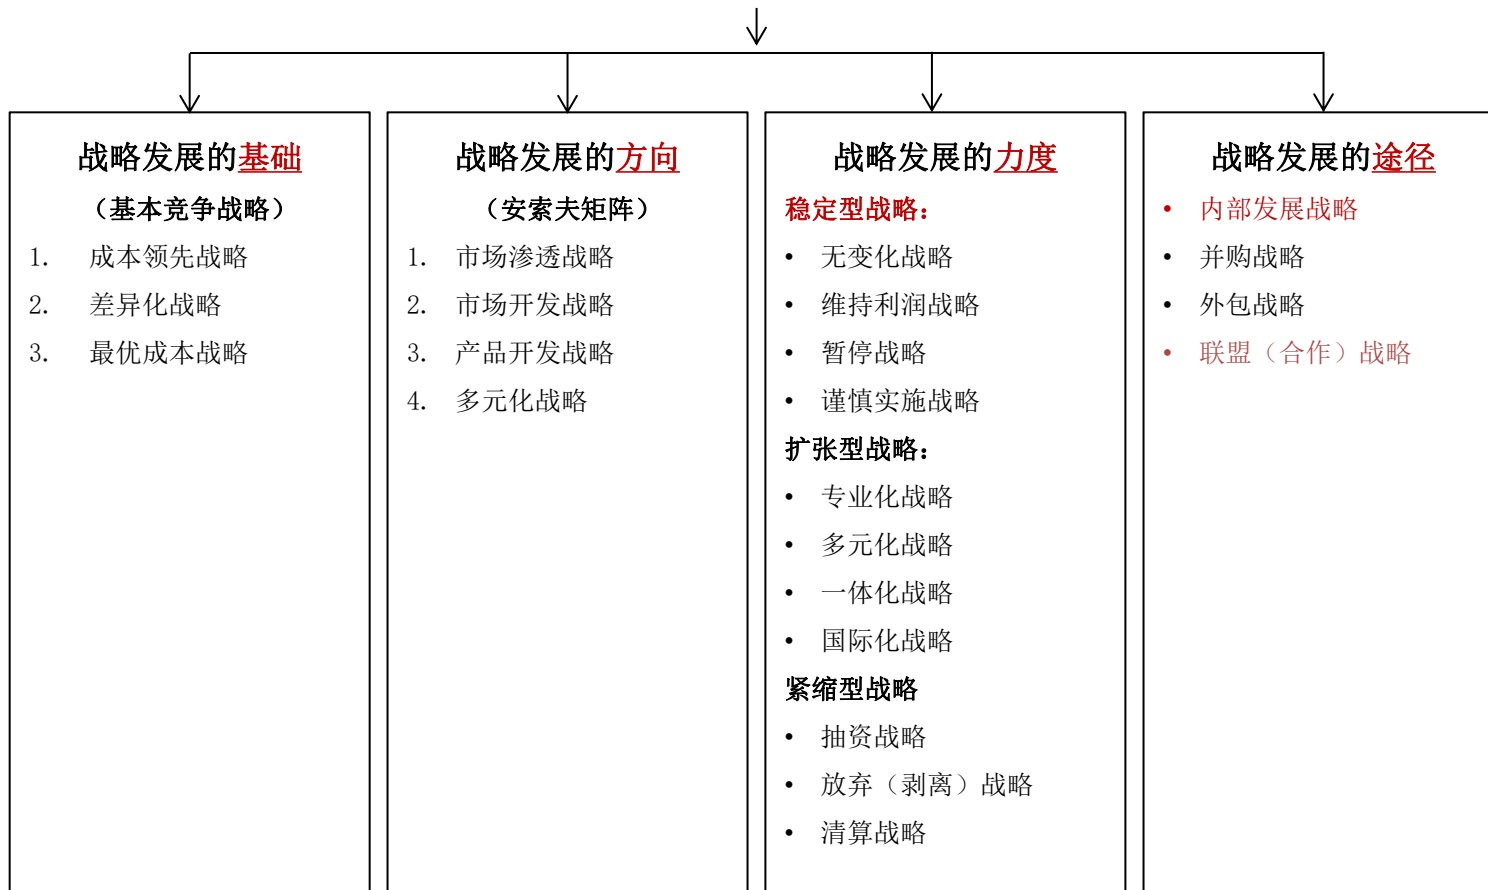 战略发展的基础
（基本竞争战略）
1. 成本领先战略
2. 差异化战略
3. 最优成本战略
战略发展的方向
（安索夫矩阵）
1. 市场渗透战略
2. 市场开发战略
3. 产品开发战略
4. 多元化战略
战略发展的力度
稳定型战略：
• 无变化战略
• 维持利润战略
• 暂停战略
• 谨慎实施战略
扩张型战略：
• 专业化战略
• 多元化战略
• 一体化战略
• 国际化战略
紧缩型战略
• 抽资战略
• 放弃（剥离）战略
• 清算战略
战略发展的途径
• 内部发展战略
• 并购战略
• 外包战略
• 联盟（合作）战略